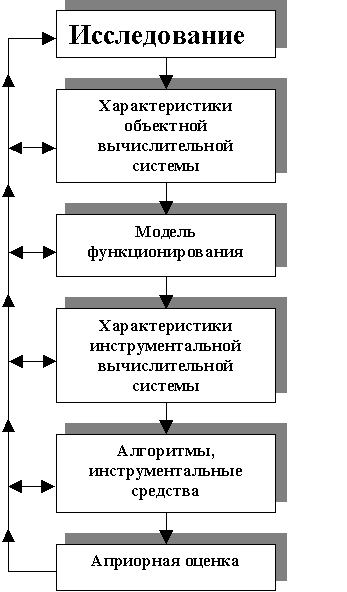 Исследование
Характеристики
объектной
вычислительной
системы
Модель
функционирования
Характеристики
инструментальной
вычислительной
системы
Алгоритмы,
инструментальные
средства
Априорная оценка